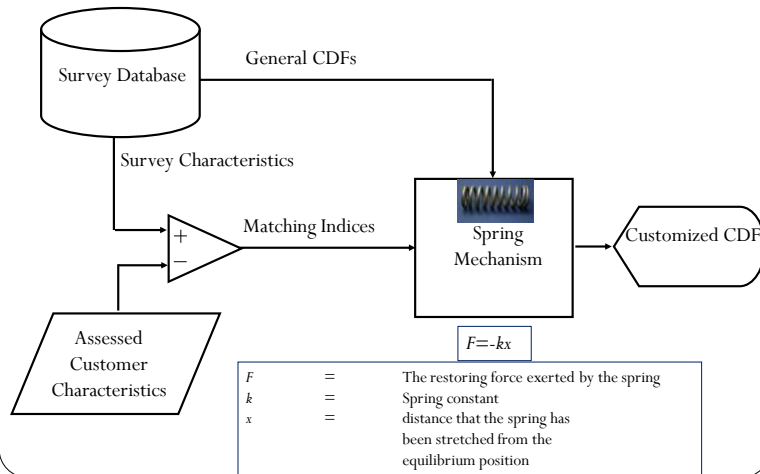 Survey Database
General CDFs
Survey Characteristics
+
−
Matching Indices
Spring
Mechanism
Customized CDF
Assessed
Customer
Characteristics
F=-kx
F = The restoring force exerted by the spring
k = Spring constant
x = distance that the spring has
been stretched from the
equilibrium position